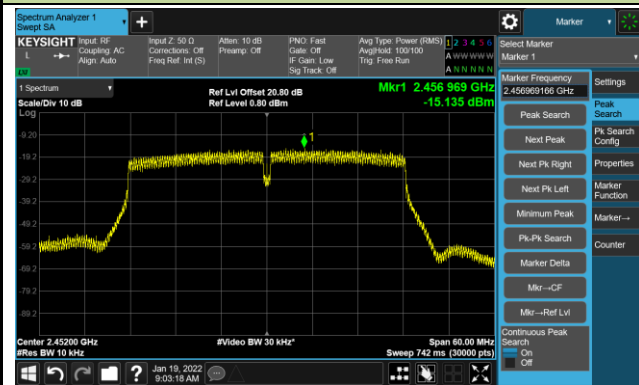 Spectrum Analyzer 1
Swept SA
+
Marker
KEYSIGHT
L
LXI
Input: RF
Coupling: AC
Align: Auto
Input Z: 50 Ω
Corrections: Off
Freq Ref: Int (S)
Atten: 10 dB
Preamp: Off
PNO: Fast
Gate: Off
IF Gain: Low
Sig Track: Off
Avg Type: Power (RMS)
Avg|Hold: 100/100
Trig: Free Run
1 2 3 4 5 6
A W W W W W
A N N N N N
Select Marker
Marker 1
1 Spectrum
Scale/Div 10 dB
Log
Ref Lvl Offset 20.80 dB
Ref Level 0.80 dBm
Mkr1 2.456 969 GHz
-15.135 dBm
1
-9.20
-19.2
-29.2
-39.2
-49.2
-59.2
-69.2
-79.2
-89.2
Center 2.45200 GHz
#Res BW 10 kHz
#Video BW 30 kHz*
Span 60.00 MHz
Sweep 742 ms (30000 pts)
Marker Frequency
2.456969166 GHz
Peak Search
Next Peak
Next Pk Right
Next Pk Left
Minimum Peak
Pk-Pk Search
Marker Delta
Mkr→CF
Mkr→Ref Lvl
Continuous Peak
Search
On
Off
Settings
Peak
Search
Pk Search
Config
Properties
Marker
Function
Marker→
Counter
?
Jan 19, 2022
9:03:18 AM